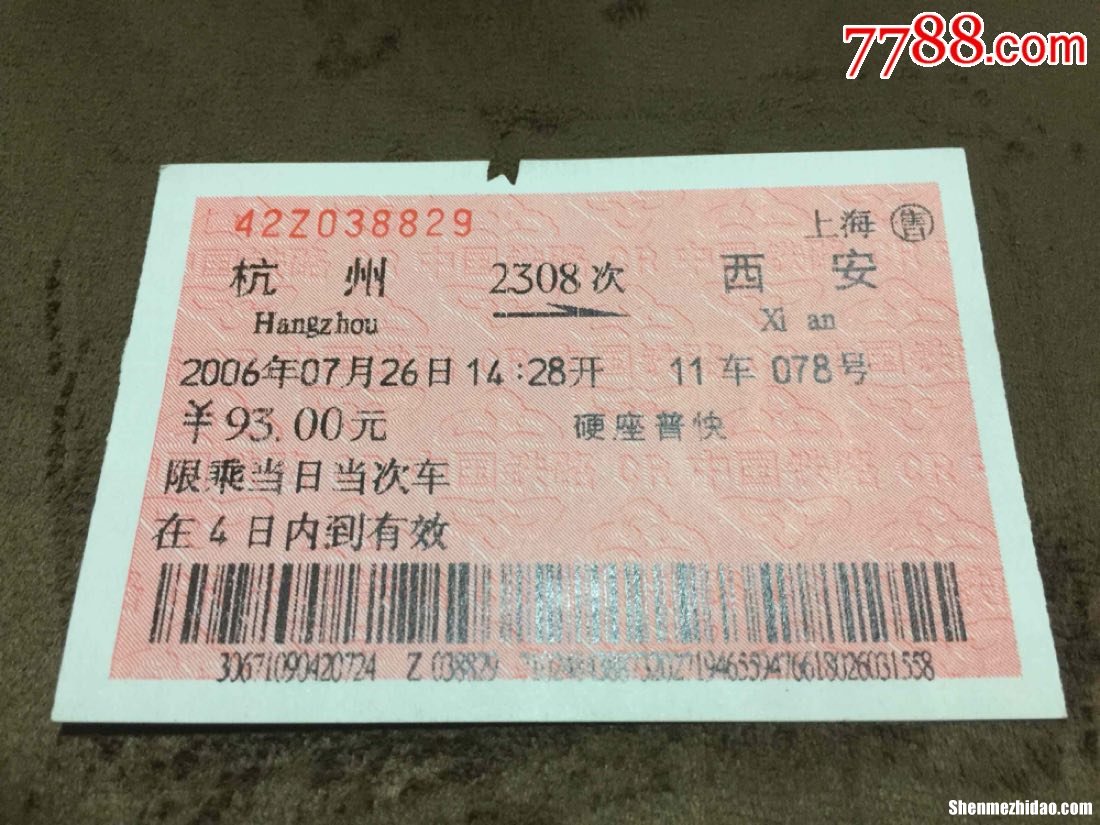 7788.com
42Z038829
上海 售
杭州 2308次 西安
Hangzhou Xi an
2006年07月26日14:28开 11车078号
¥93.00元 硬座普快
限乘当日当次车
在4日内到有效
30671090420724 Z 038829
Shenmezhidao.com